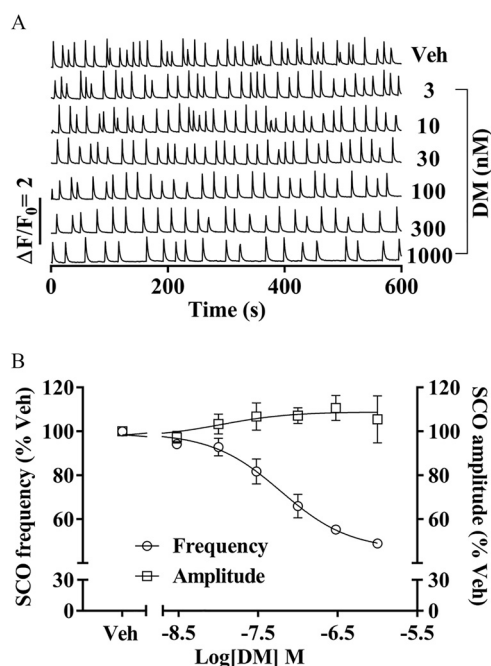 A
Veh
3
10
30
100
300
1000
DM (nM)
ΔF/F0= 2
0 200 400 600
Time (s)
B
SCO frequency (% Veh)
120
100
80
60
30
0
Frequency
Amplitude
120
100
80
60
30
0
SCO amplitude (% Veh)
Veh -8.5 -7.5 -6.5 -5.5
Log[DM] M